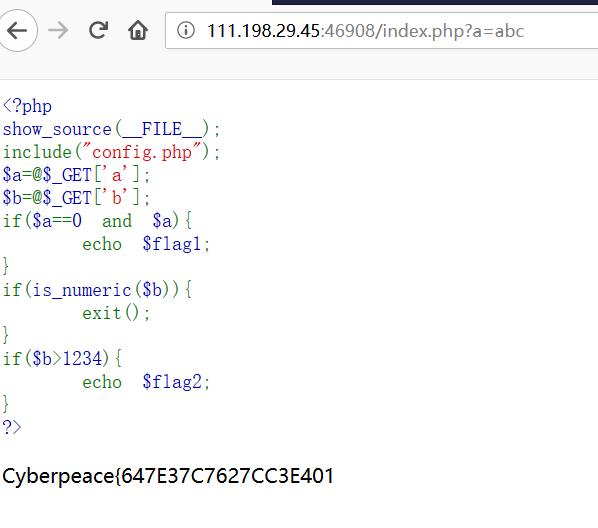 111.198.29.45:46908/index.php?a=abc
<?php
show_source(__FILE__);
include("config.php");
$a=@$_GET['a'];
$b=@$_GET['b'];
if($a==0 and $a){
echo $flag1;
}
if(is_numeric($b)){
exit();
}
if($b>1234){
echo $flag2;
}
?>
Cyberpeace{647E37C7627CC3E401